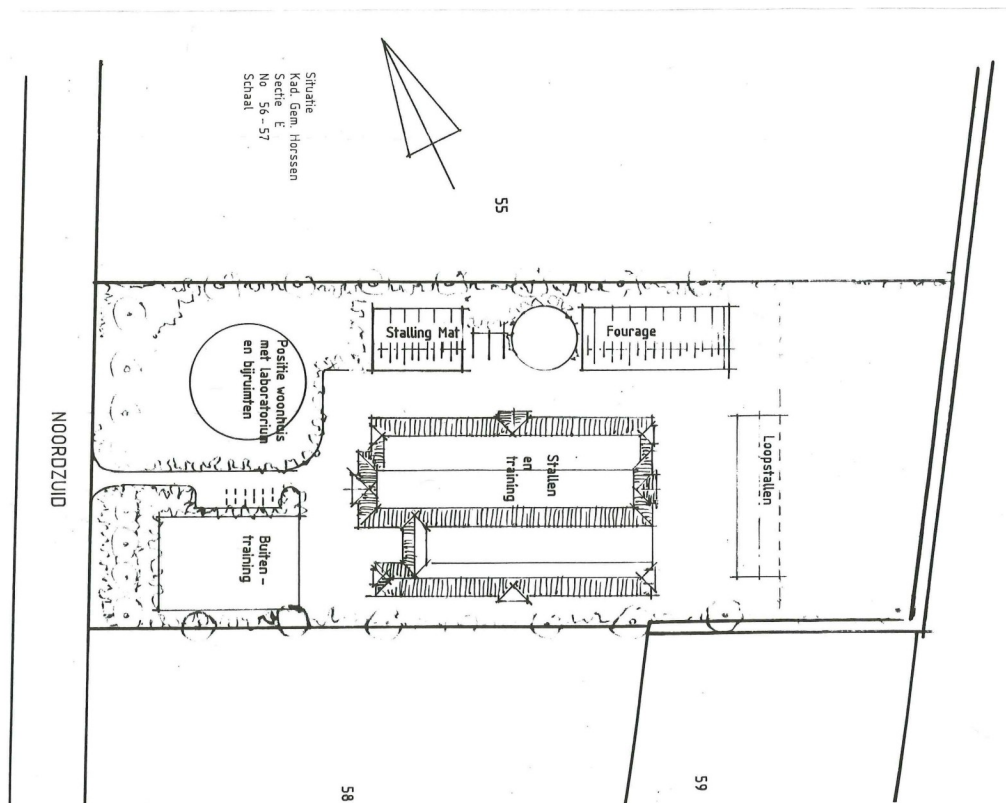 Situatie
Kad. Gem. Horssen
Sectie E
No 56 - 57
Schaal
55
Stalling Mat
Fourage
Positie woonhuis
met laboratorium
en bijruimten
Stallen
en
training
Loopstallen
NOORDZUID
Buiten -
training
58
59